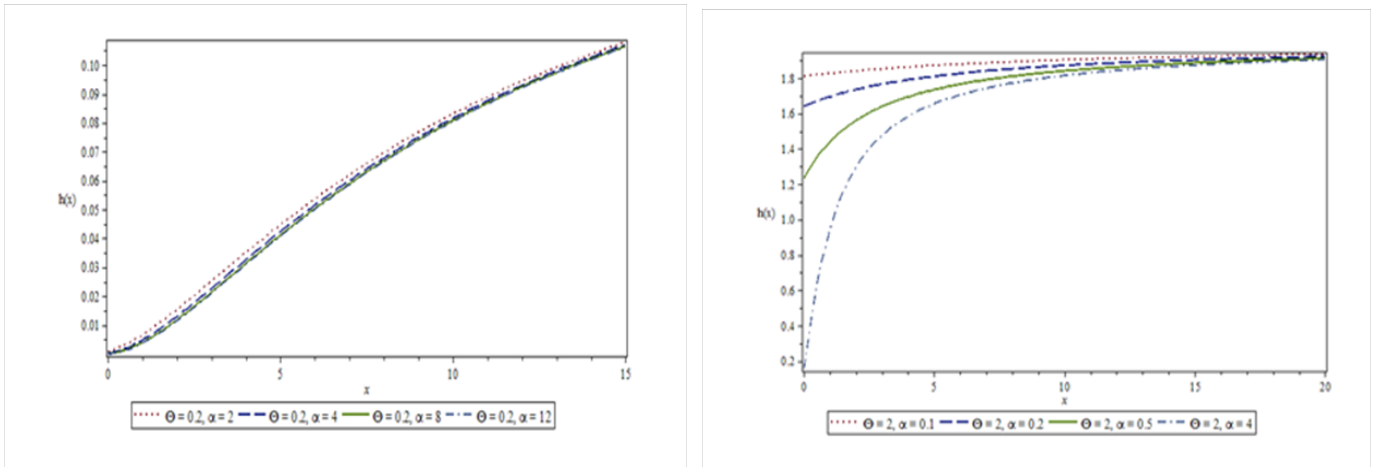 0.10
0.09
0.08
0.07
0.06
h(x)
0.05
0.04
0.03
0.02
0.01
0 5 10 15
x
Θ = 0.2, α = 2 Θ = 0.2, α = 4 Θ = 0.2, α = 8 Θ = 0.2, α = 12
1.8
1.6
1.4
1.2
h(x)
1.0
0.8
0.6
0.4
0.2
0 5 10 15 20
x
Θ = 2, α = 0.1 Θ = 2, α = 0.2 Θ = 2, α = 0.5 Θ = 2, α = 4